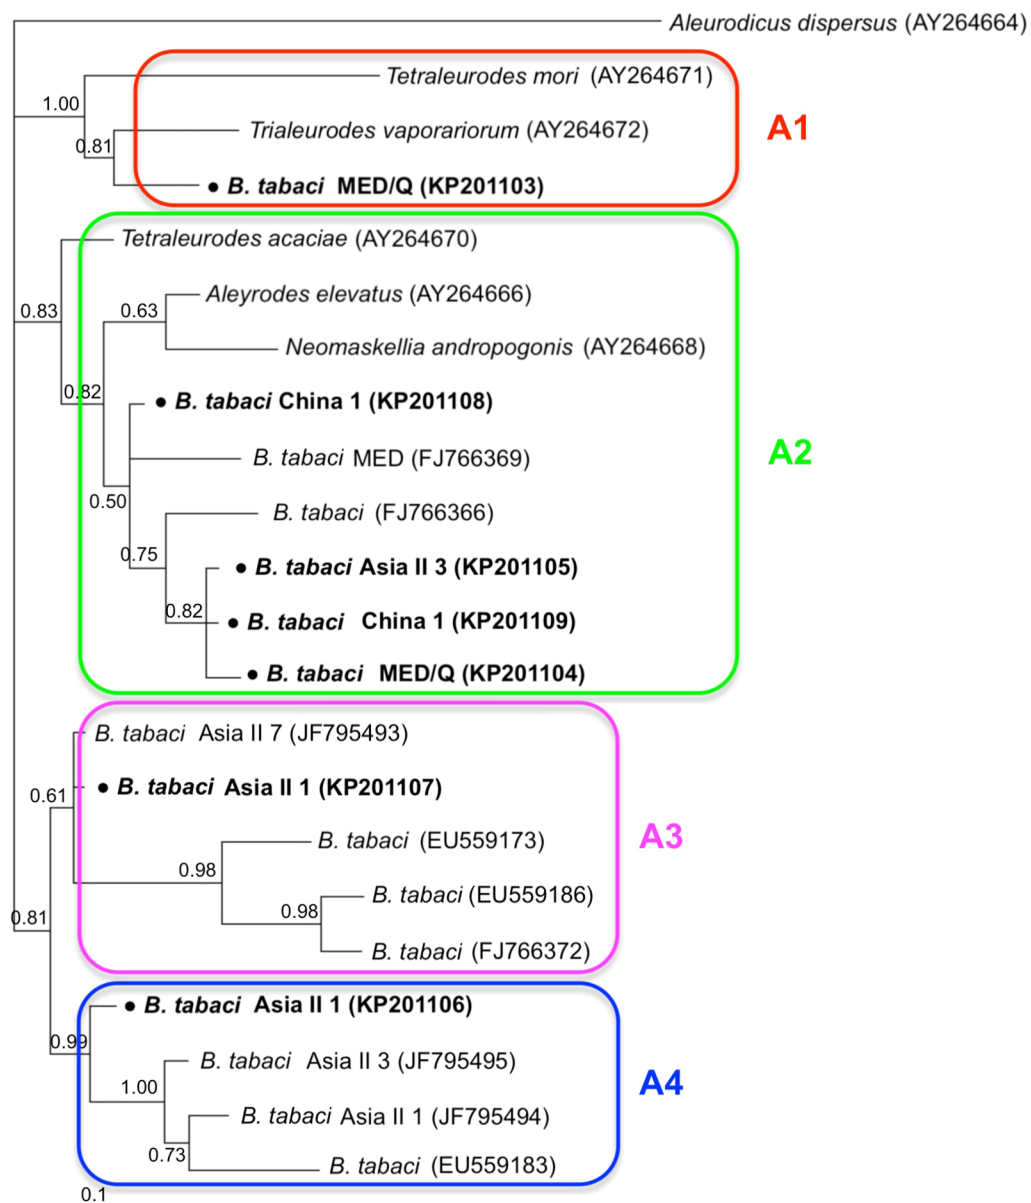 Aleurodicus dispersus (AY264664)
Tetraleurodes mori (AY264671)
1.00
Trialeurodes vaporariorum (AY264672)
A1
0.81
• B. tabaci MED/Q (KP201103)
Tetraleurodes acaciae (AY264670)
Aleyrodes elevatus (AY264666)
0.83
0.63
Neomaskellia andropogonis (AY264668)
0.82
• B. tabaci China 1 (KP201108)
A2
B. tabaci MED (FJ766369)
0.50
B. tabaci (FJ766366)
0.75
• B. tabaci Asia II 3 (KP201105)
0.82
• B. tabaci China 1 (KP201109)
• B. tabaci MED/Q (KP201104)
B. tabaci Asia II 7 (JF795493)
• B. tabaci Asia II 1 (KP201107)
0.61
B. tabaci (EU559173)
A3
0.98
B. tabaci (EU559186)
0.98
0.81
B. tabaci (FJ766372)
• B. tabaci Asia II 1 (KP201106)
0.99
B. tabaci Asia II 3 (JF795495)
A4
1.00
B. tabaci Asia II 1 (JF795494)
0.73
B. tabaci (EU559183)
0.1